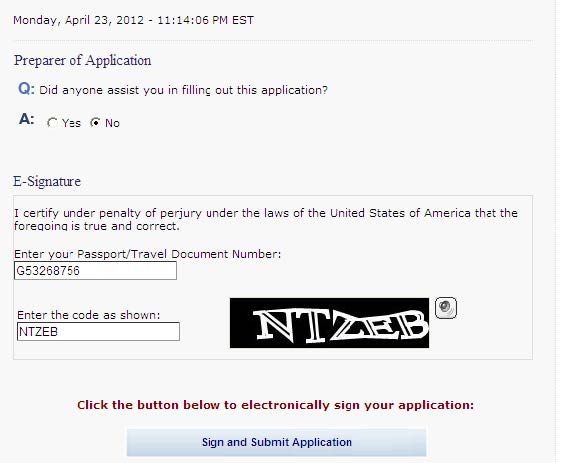 Monday, April 23, 2012 - 11:14:06 PM EST
Preparer of Application
Q: Did anyone assist you in filling out this application?
A: Yes No
E-Signature
I certify under penalty of perjury under the laws of the United States of America that the
foregoing is true and correct.
Enter your Passport/Travel Document Number:
G53268756
Enter the code as shown:
NTZEB
NTZEB
Click the button below to electronically sign your application:
Sign and Submit Application